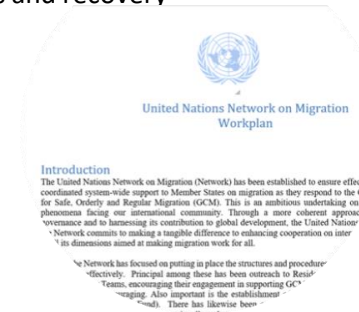 and recovery
United Nations Network on Migration
Workplan
Introduction
The United Nations Network on Migration (Network) has been established to ensure effec
coordinated system-wide support to Member States on migration as they respond to the
for Safe, Orderly and Regular Migration (GCM). This is an ambitious undertaking on
phenomena facing our international community. Through a more coherent approac
overnance and to harnessing its contribution to global development, the United Nation
Network commits to making a tangible difference to enhancing cooperation on inter
its dimensions aimed at making migration work for all.
Network has focused on putting in place the structures and procedure
ffectively. Principal among these has been outreach to Resid
Teams, encouraging their engagement in supporting GC
raging. Also important is the establishment
There has likewise been